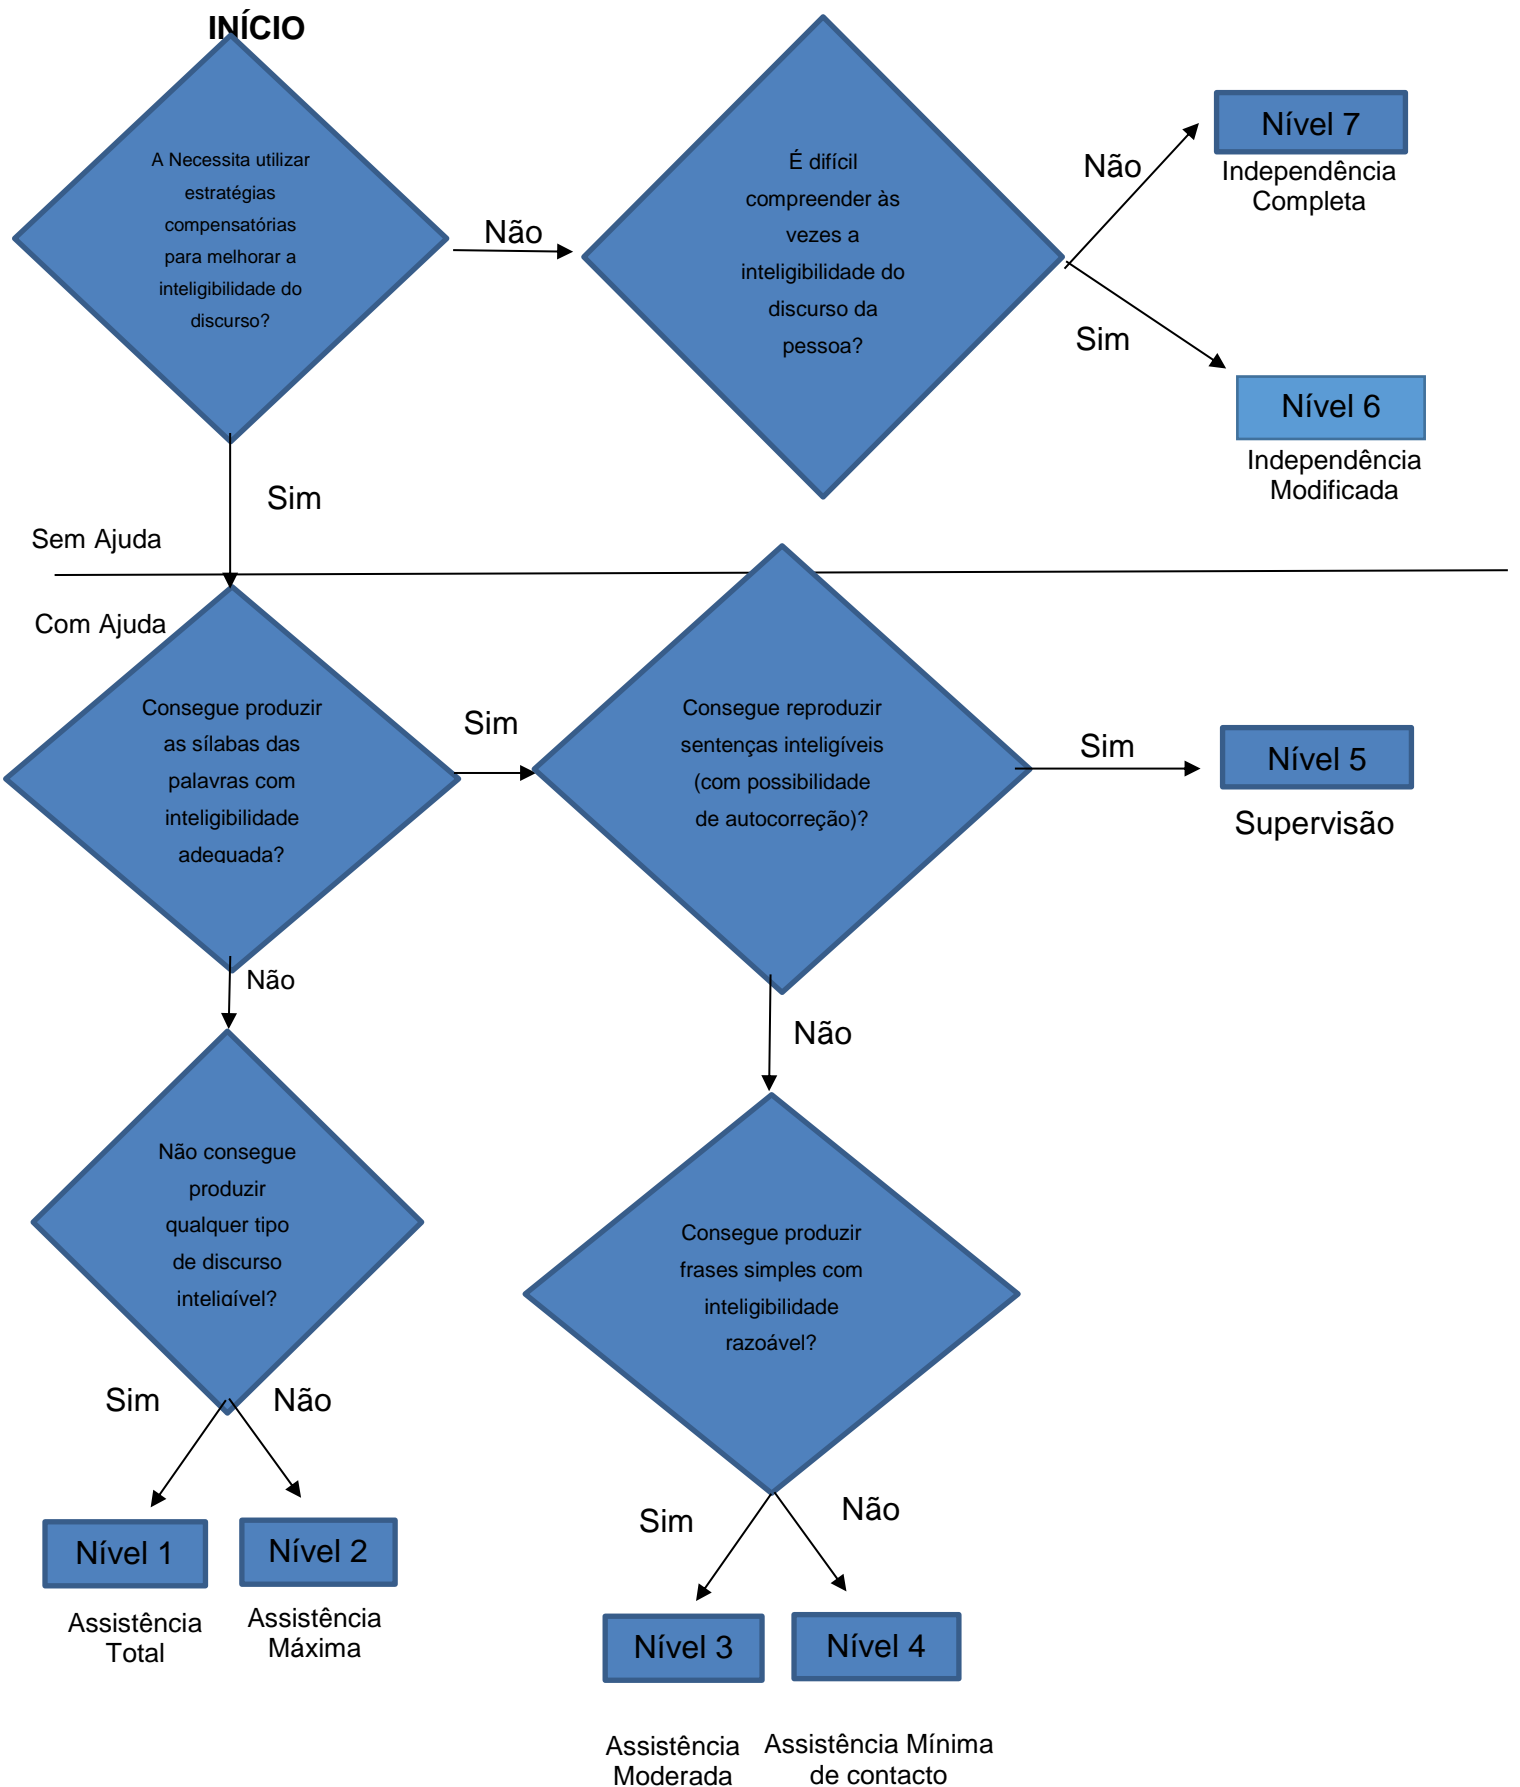 INÍCIO
A Necessita utilizar
estratégias
compensatórias
para melhorar a
inteligibilidade do
discurso?
Não
É difícil
compreender às
vezes a
inteligibilidade do
discurso da
pessoa?
Não
Nível 7
Independência
Completa
Sim
Nível 6
Independência
Modificada
Sim
Sem Ajuda
Com Ajuda
Consegue produzir
as sílabas das
palavras com
inteligibilidade
adequada?
Sim
Consegue reproduzir
sentenças inteligíveis
(com possibilidade
de autocorreção)?
Sim
Nível 5
Supervisão
Não
Não
Não consegue
produzir
qualquer tipo
de discurso
inteligível?
Consegue produzir
frases simples com
inteligibilidade
razoável?
Sim
Não
Nível 1
Assistência
Total
Nível 2
Assistência
Máxima
Sim
Não
Nível 3
Assistência
Moderada
Nível 4
Assistência Mínima
de contacto